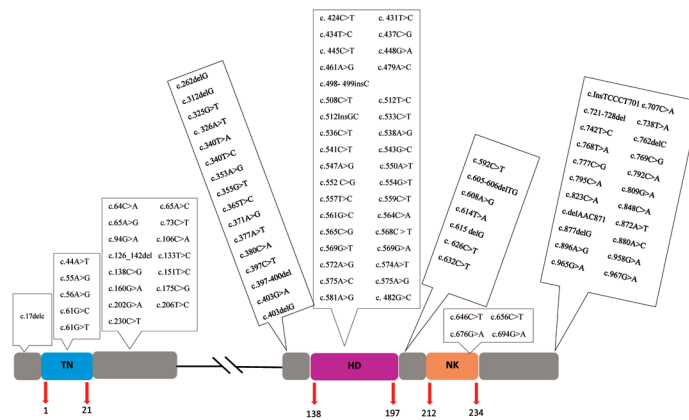 c.17delc
c.44A>T
c.55A>G
c.56A>G
c.61G>C
c.61G>T
c.64C>A c.65A>C
c.65A>G c.73C>T
c.94G>A c.106C>A
c.126_142del c.133T>C
c.138C>G c.151T>C
c.160G>A c.175C>G
c.202G>A c.206T>C
c.230C>T
c.262delG
c.312delG
c.325G>T
c. 326A>T
c.340T>A
c.340T>C
c.353A>G
c.355G>T
c.365T>C
c.371A>G
c.377A>T
c.380C>A
c.397C>T
c.397-400del
c.403G>A
c.403delG
c. 424C>T c. 431T>C
c.434T>C c.437C>G
c. 445C>T c.448G>A
c.461A>G c.479A>C
c.498- 499insC
c.508C>T c.512T>C
c.512InsGC c.533C>T
c.536C>T c.538A>G
c.541C>T c.543G>C
c.547A>G c.550A>T
c.552 C>G c.554G>T
c.557T>C c.559C>T
c.561G>C c.564C>A
c.565C>G c.568C > T
c.569G>T c.569G>A
c.572A>G c.574A>T
c.575A>C c.575A>G
c.581A>G c.482G>C
c.592C>T
c.605-606delTG
c.608A>G
c.614T>A
c.615 delG
c. 626C>T
c.632C>T
c.646C>T c.656C>T
c.676G>A c.694G>A
c.InsTCCCT701 c.707C>A
c.721-728del c.738T>A
c.742T>C c.762delC
c.768T>A c.769C>G
c.777C>G c.792C>A
c.795C>A c.809G>A
c.823C>A c.848C>A
c.delAAC871 c.872A>T
c.877delG c.880A>C
c.896A>G c.958G>A
c.965G>A c.967G>A
TN HD NK
1 21 138 197 212 234